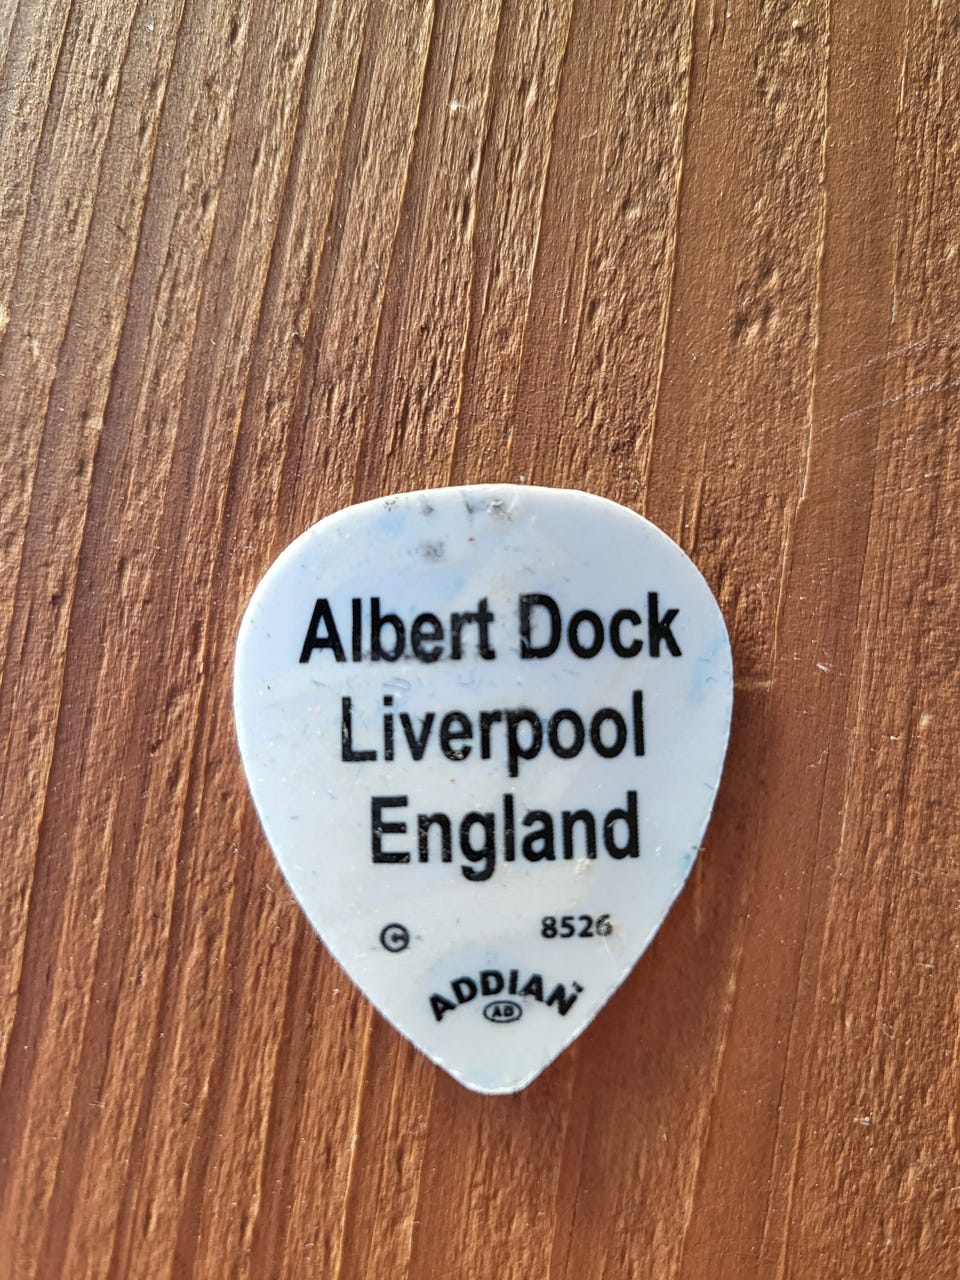 Albert Dock
Liverpool
England
© 8526
ADDIAN
AD